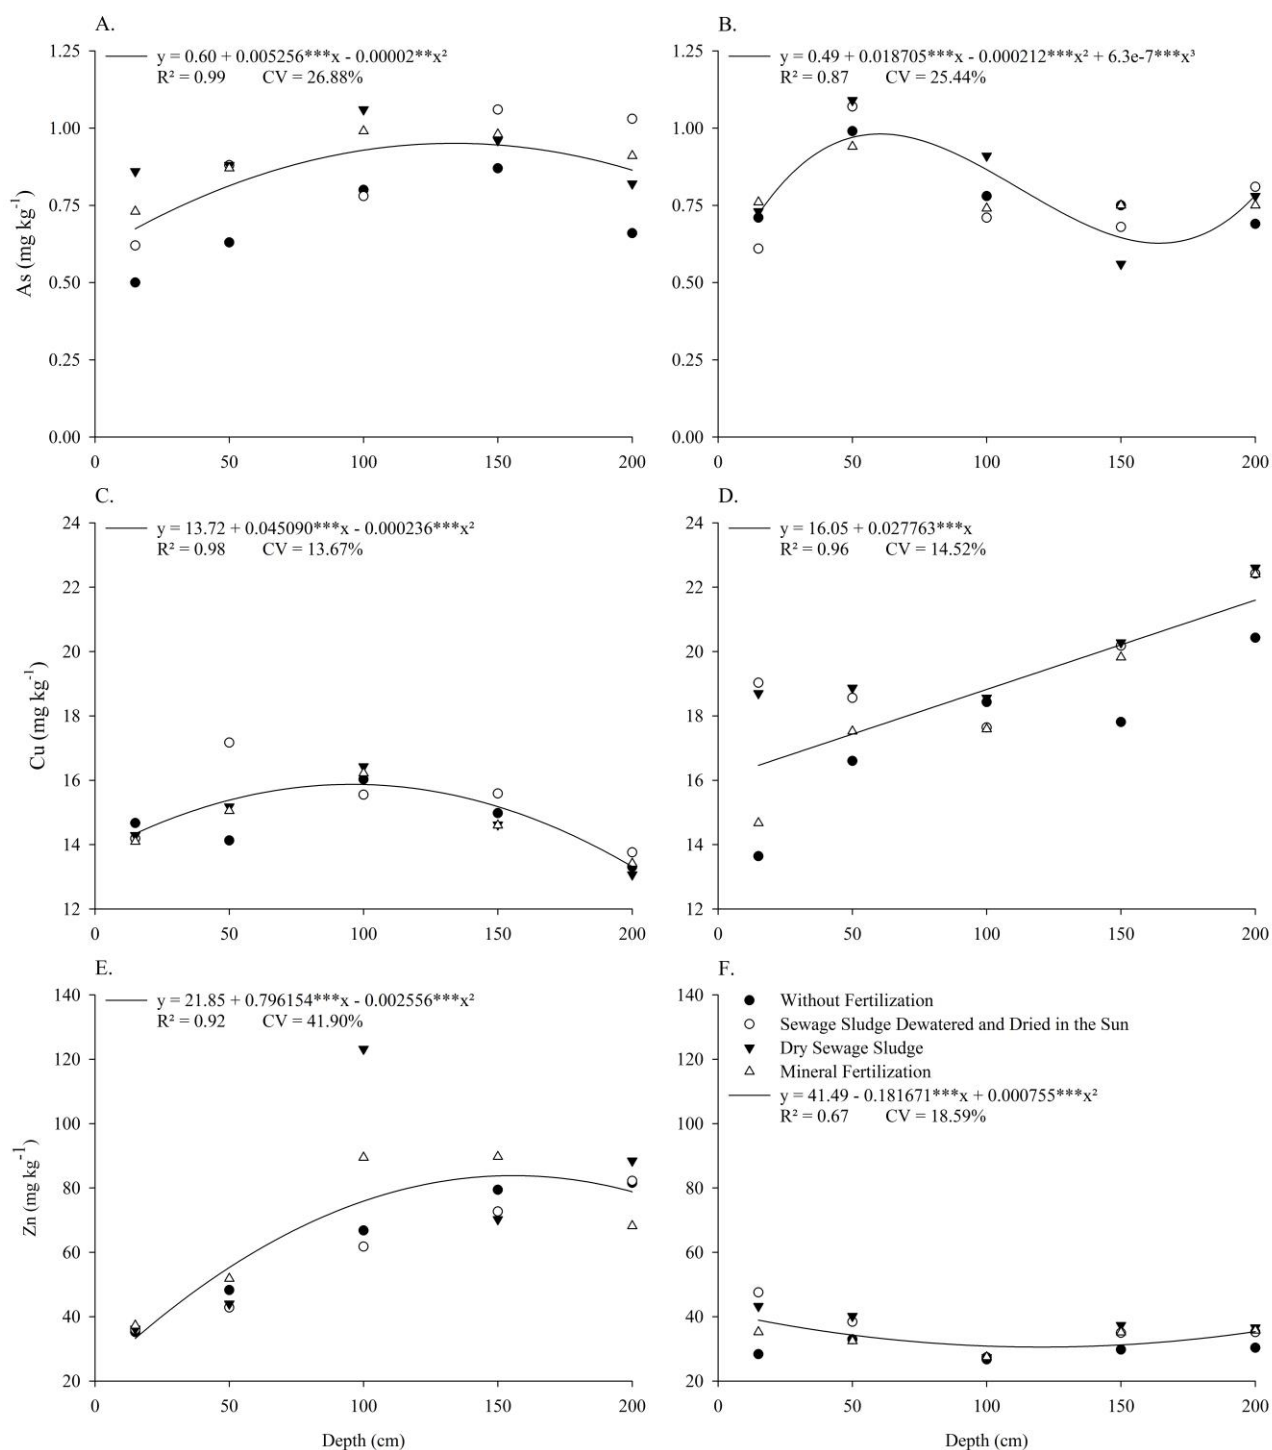 A.
y = 0.60 + 0.005256***x - 0.00002**x²
R² = 0.99 CV = 26.88%
1.25
1.00
0.75
0.50
0.25
0.00
As (mg kg⁻¹)
0 50 100 150 200
B.
y = 0.49 + 0.018705***x - 0.000212***x² + 6.3e-7***x³
R² = 0.87 CV = 25.44%
1.25
1.00
0.75
0.50
0.25
0.00
0 50 100 150 200
C.
y = 13.72 + 0.045090***x - 0.000236***x²
R² = 0.98 CV = 13.67%
24
22
20
18
16
14
12
Cu (mg kg⁻¹)
0 50 100 150 200
D.
y = 16.05 + 0.027763***x
R² = 0.96 CV = 14.52%
24
22
20
18
16
14
12
0 50 100 150 200
E.
y = 21.85 + 0.796154***x - 0.002556***x²
R² = 0.92 CV = 41.90%
140
120
100
80
60
40
20
Zn (mg kg⁻¹)
0 50 100 150 200
Depth (cm)
F.
Without Fertilization
Sewage Sludge Dewatered and Dried in the Sun
Dry Sewage Sludge
Mineral Fertilization
y = 41.49 - 0.181671***x + 0.000755***x²
R² = 0.67 CV = 18.59%
140
120
100
80
60
40
20
0 50 100 150 200
Depth (cm)